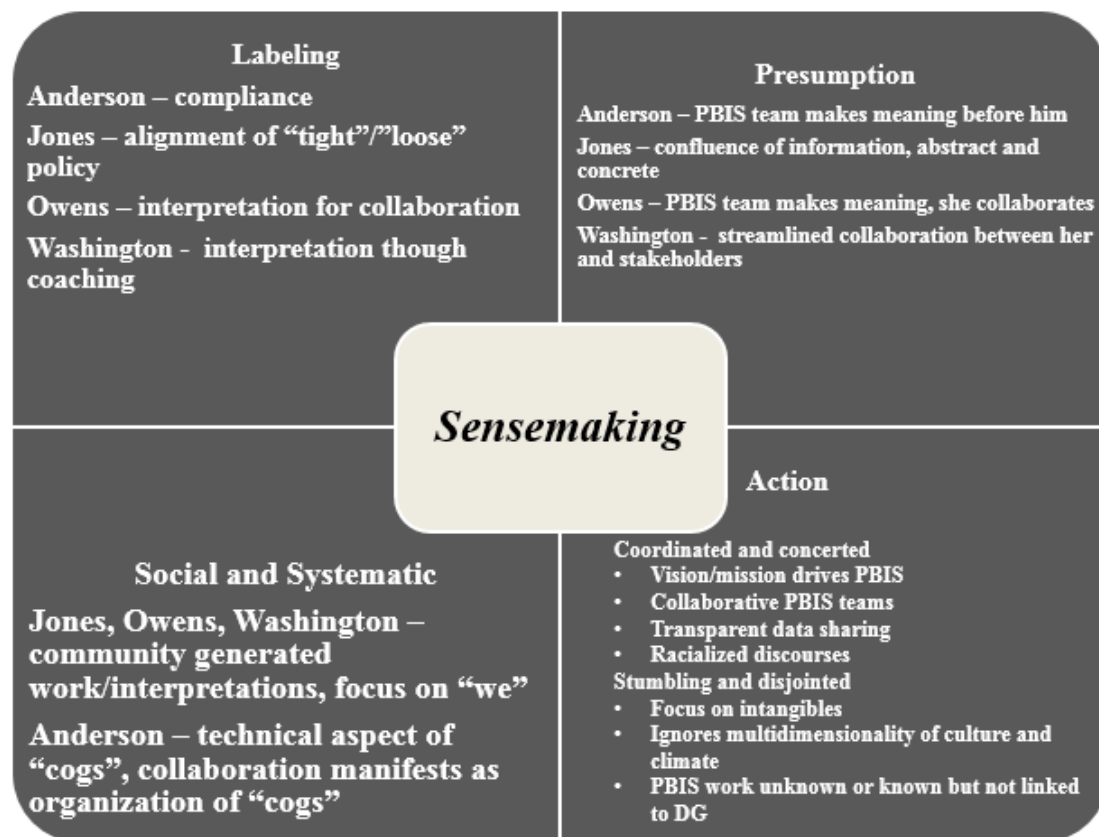 Labeling
Anderson – compliance
Jones – alignment of “tight”/”loose”
policy
Owens – interpretation for collaboration
Washington - interpretation though
coaching
Presumption
Anderson – PBIS team makes meaning before him
Jones – confluence of information, abstract and
concrete
Owens – PBIS team makes meaning, she collaborates
Washington - streamlined collaboration between her
and stakeholders
Sensemaking
Social and Systematic
Jones, Owens, Washington –
community generated
work/interpretations, focus on “we”
Anderson – technical aspect of
“cogs”, collaboration manifests as
organization of “cogs”
Action
Coordinated and concerted
• Vision/mission drives PBIS
• Collaborative PBIS teams
• Transparent data sharing
• Racialized discourses
Stumbling and disjointed
• Focus on intangibles
• Ignores multidimensionality of culture and
climate
• PBIS work unknown or known but not linked
to DG